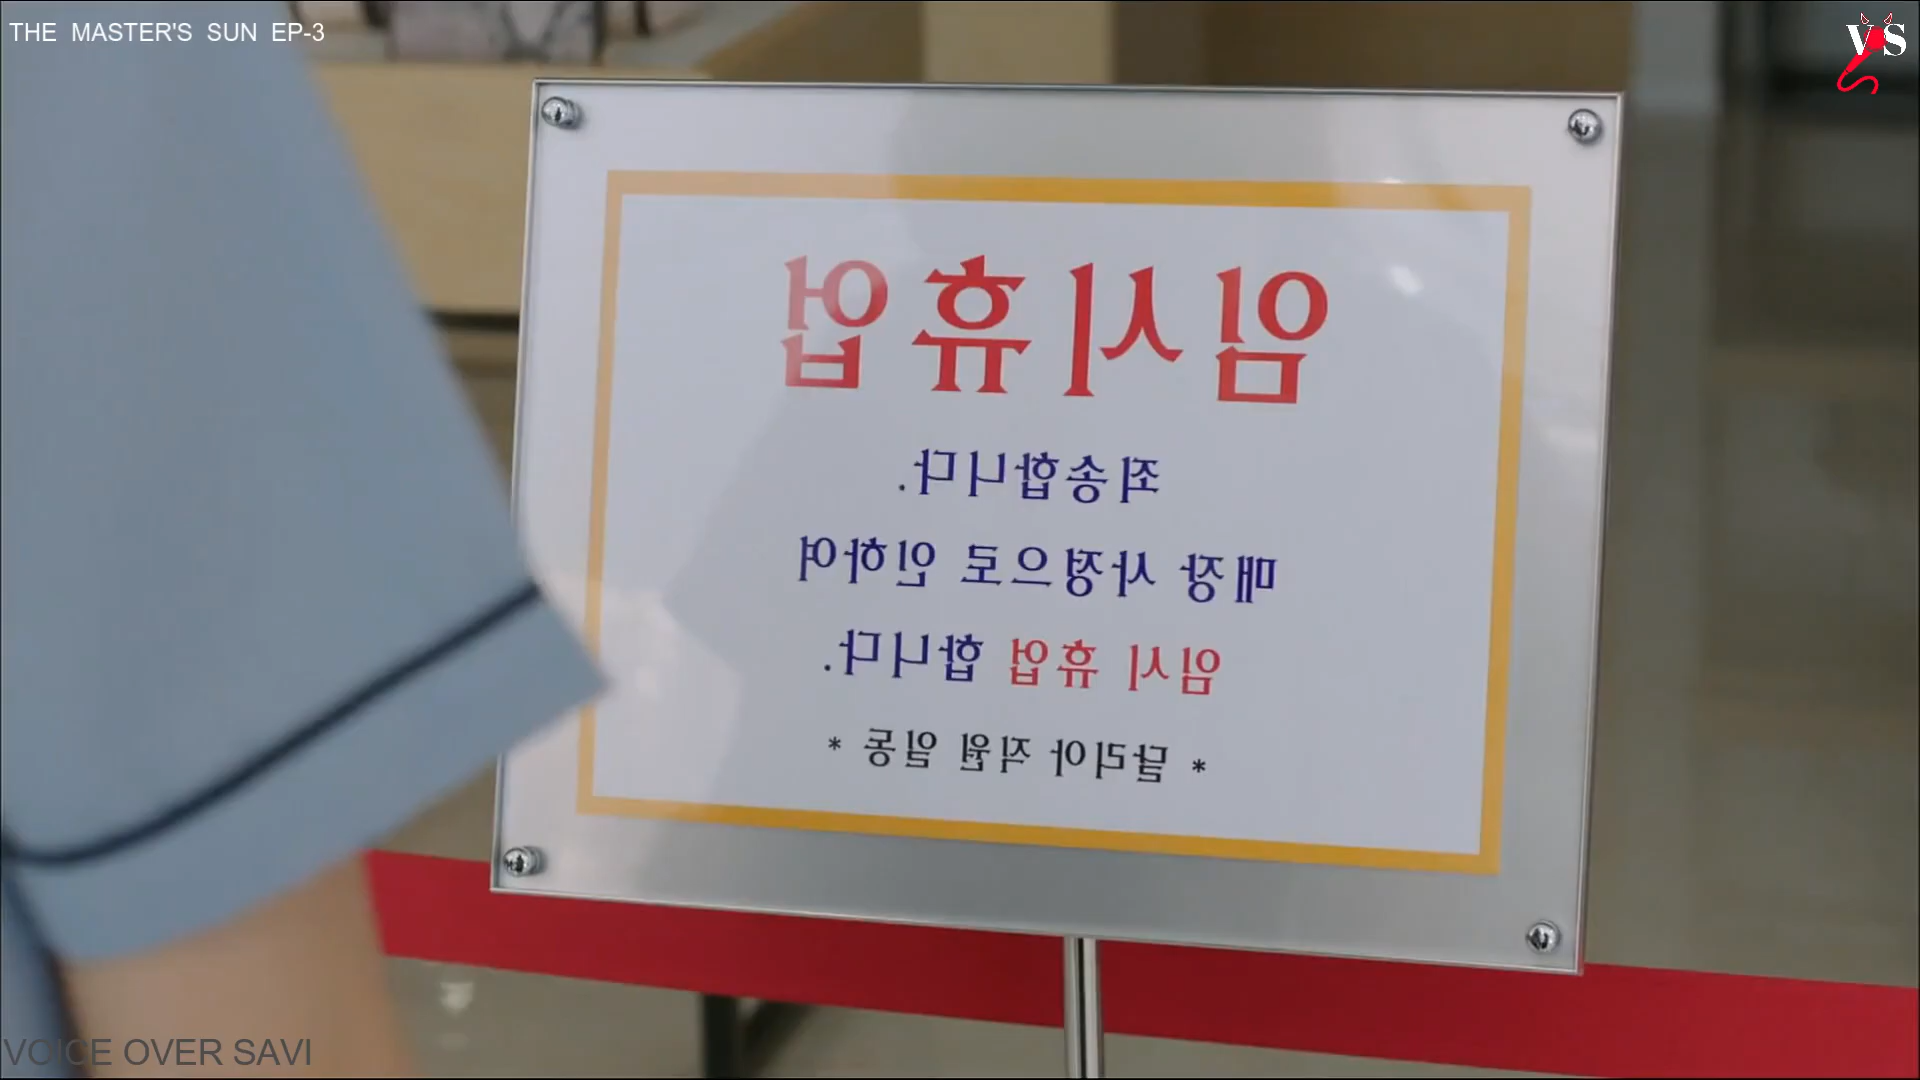 THE MASTER'S SUN EP-3
VS
임시휴업
죄송합니다.
매장 사정으로 인하여
임시 휴업 합니다.
* 달리아 직원 일동 *
VOICE OVER SAVI